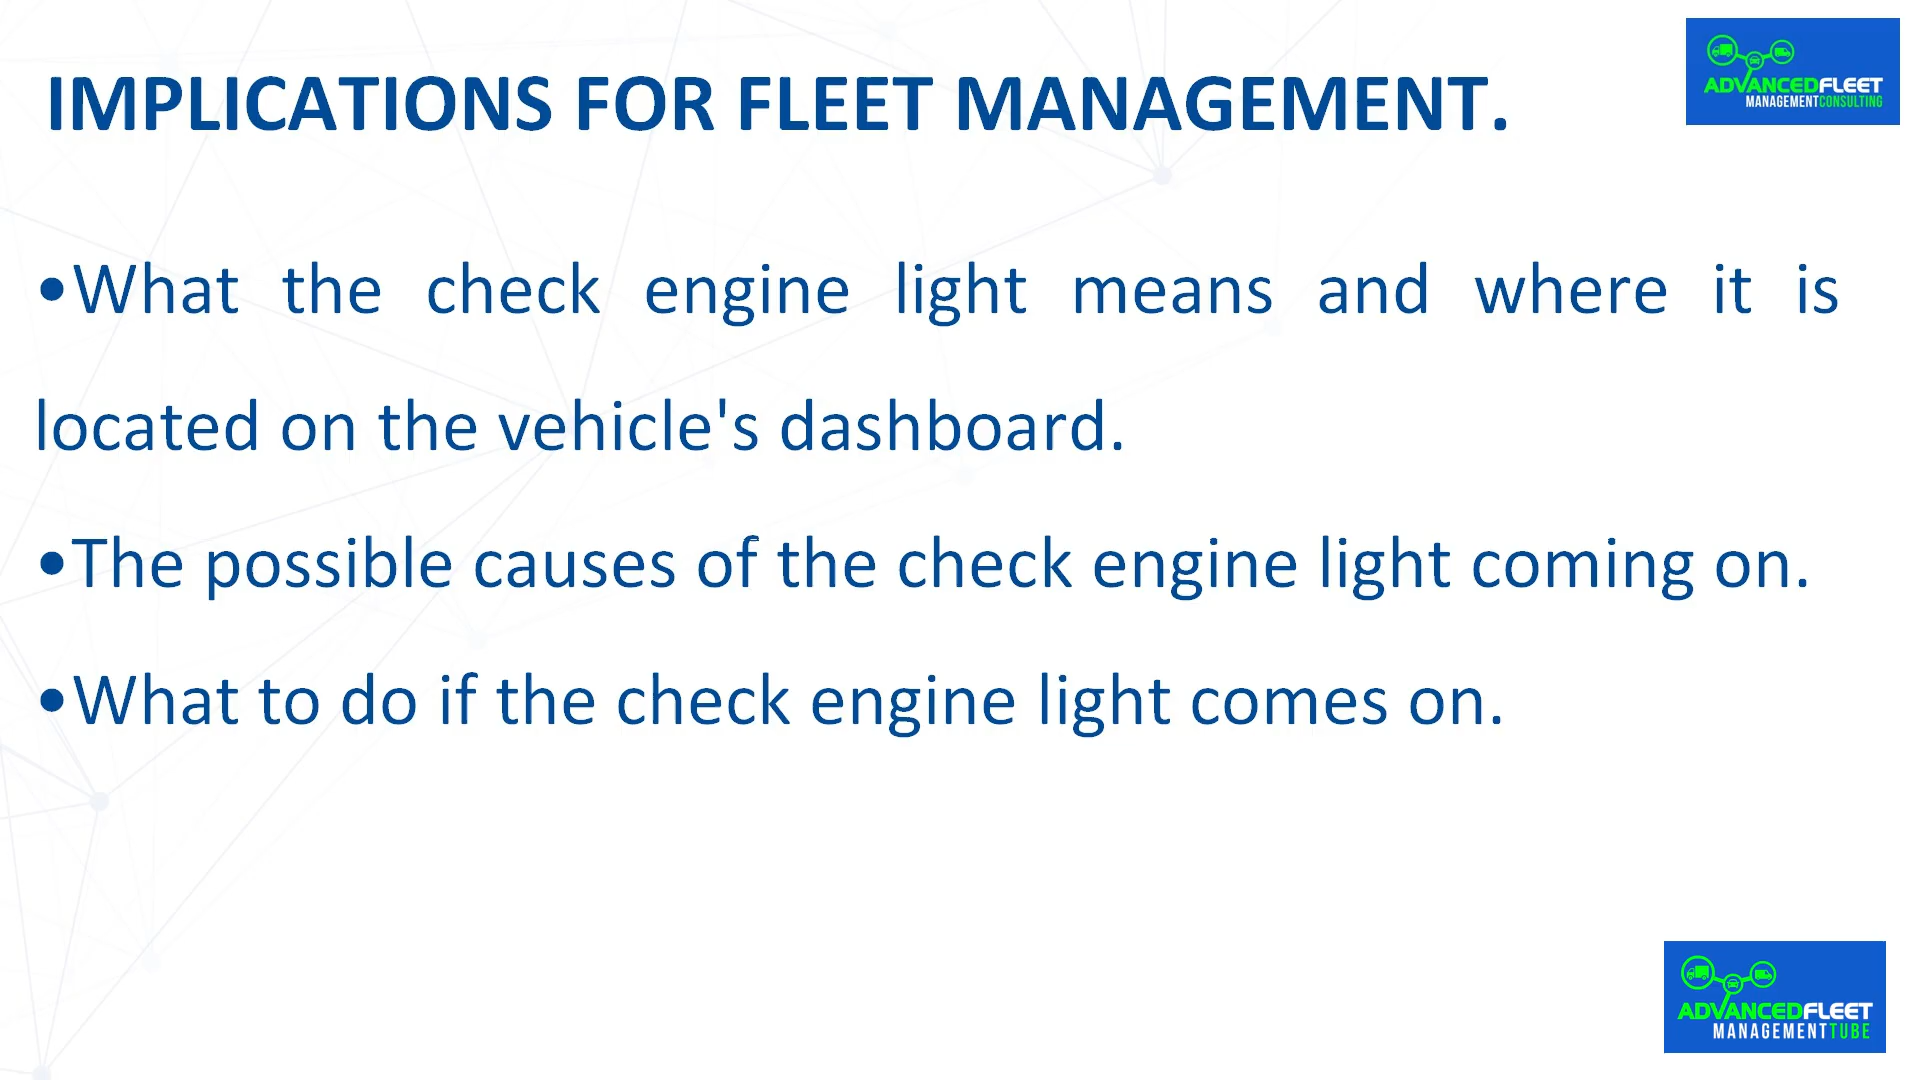 IMPLICATIONS FOR FLEET MANAGEMENT.
ADVANCEDFLEET
MANAGEMENTCONSULTING
•What the check engine light means and where it is
located on the vehicle's dashboard.
•The possible causes of the check engine light coming on.
•What to do if the check engine light comes on.
ADVANCEDFLEET
MANAGEMENTTUBE